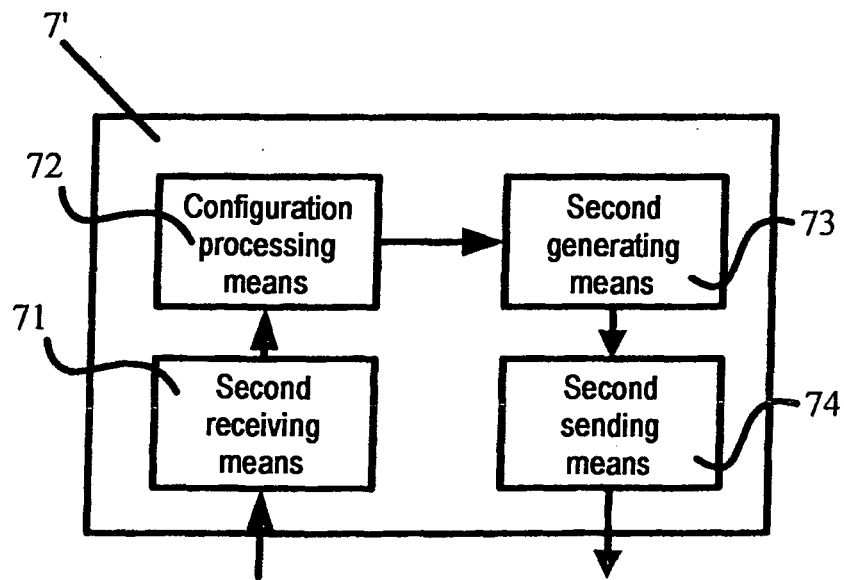 7'
72
Configuration
processing
means
Second
generating
means
73
71
Second
receiving
means
Second
sending
means
74